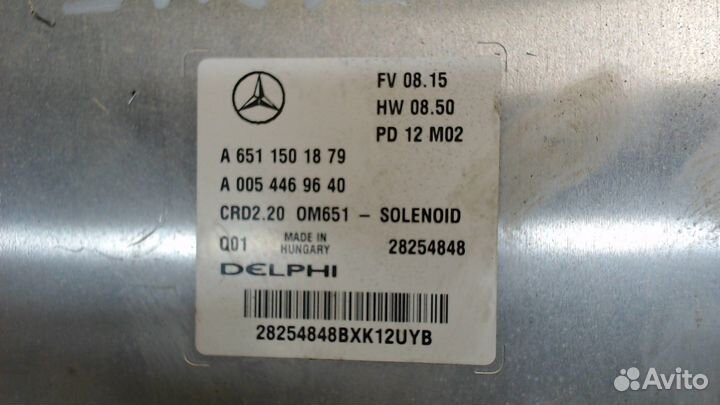 FV 08.15
HW 08.50
PD 12 M02
A 651 150 18 79
A 005 446 96 40
CRD2.20 OM651 - SOLENOID
Q01 MADE IN HUNGARY 28254848
DELPHI
28254848BXK12UYB
Avito